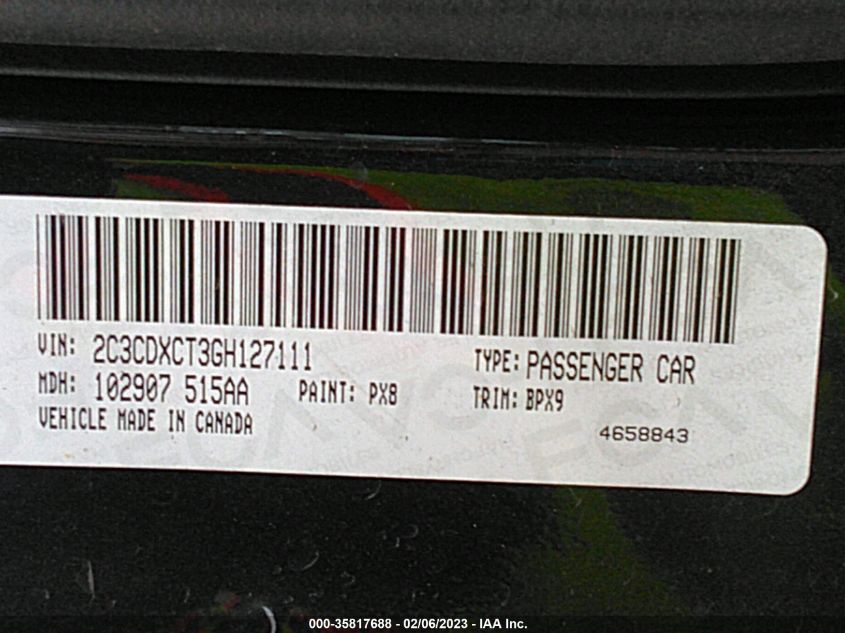 VIN: 2C3CDXCT3GH127111 TYPE: PASSENGER CAR
MDH: 102907 515AA PAINT: PX8 TRIM: BPX9
VEHICLE MADE IN CANADA 4658843
000-35817688 - 02/06/2023 - IAA Inc.